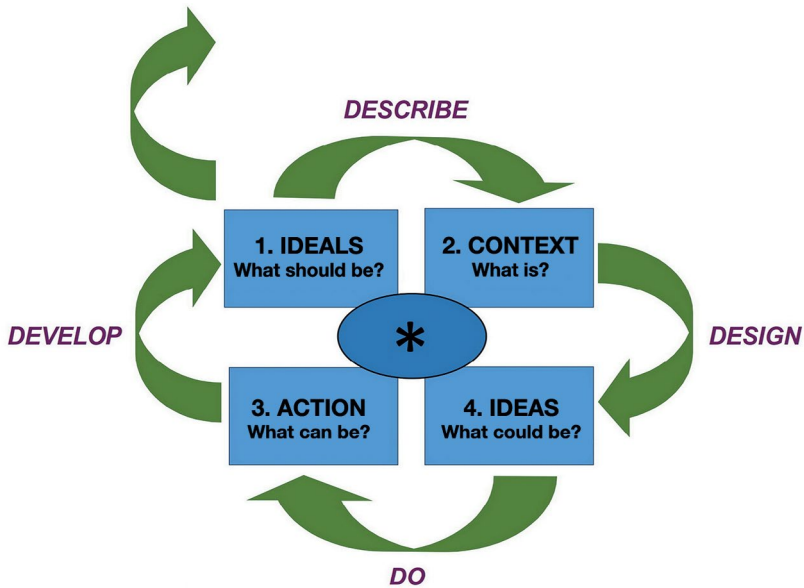 DESCRIBE
1. IDEALS
What should be?
2. CONTEXT
What is?
DEVELOP
*
DESIGN
3. ACTION
What can be?
4. IDEAS
What could be?
DO